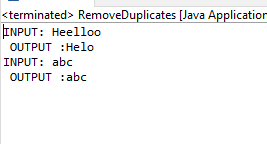 <terminated> RemoveDuplicates [Java Application
INPUT: Heelloo
 OUTPUT :Helo
INPUT: abc
 OUTPUT :abc